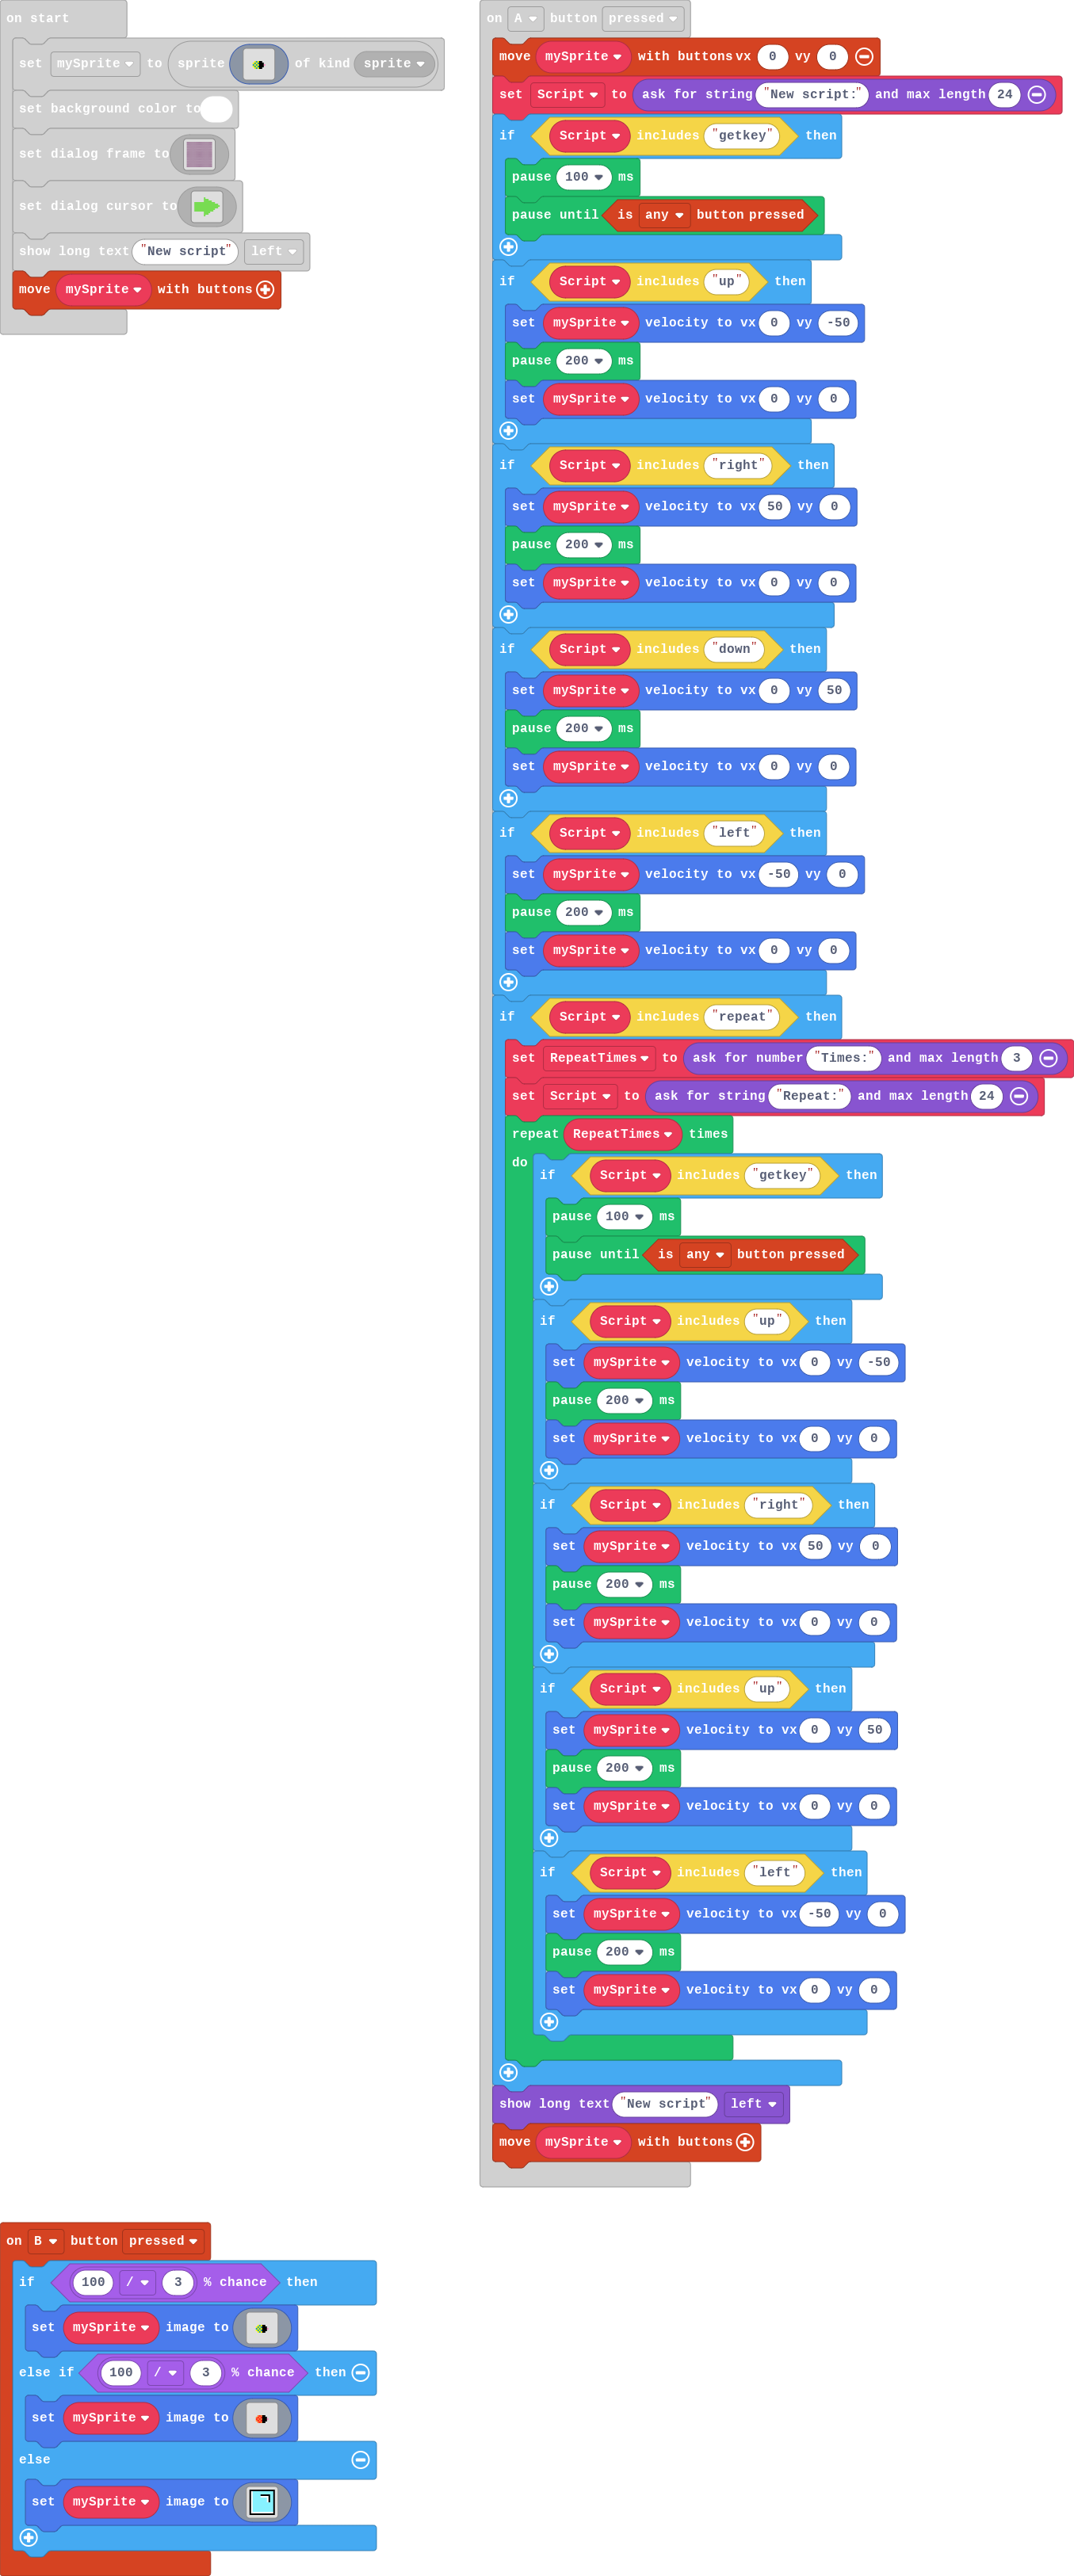 on start
set mySprite to sprite of kind sprite
set background color to
set dialog frame to
set dialog cursor to
show long text "New script" left
move mySprite with buttons
on A button pressed
move mySprite with buttons vx 0 vy 0
set Script to ask for string "New script:" and max length 24
if Script includes "getkey" then
pause 100 ms
pause until is any button pressed
if Script includes "up" then
set mySprite velocity to vx 0 vy -50
pause 200 ms
set mySprite velocity to vx 0 vy 0
if Script includes "right" then
set mySprite velocity to vx 50 vy 0
pause 200 ms
set mySprite velocity to vx 0 vy 0
if Script includes "down" then
set mySprite velocity to vx 0 vy 50
pause 200 ms
set mySprite velocity to vx 0 vy 0
if Script includes "left" then
set mySprite velocity to vx -50 vy 0
pause 200 ms
set mySprite velocity to vx 0 vy 0
if Script includes "repeat" then
set RepeatTimes to ask for number "Times:" and max length 3
set Script to ask for string "Repeat:" and max length 24
repeat RepeatTimes times
do if Script includes "getkey" then
pause 100 ms
pause until is any button pressed
if Script includes "up" then
set mySprite velocity to vx 0 vy -50
pause 200 ms
set mySprite velocity to vx 0 vy 0
if Script includes "right" then
set mySprite velocity to vx 50 vy 0
pause 200 ms
set mySprite velocity to vx 0 vy 0
if Script includes "up" then
set mySprite velocity to vx 0 vy 50
pause 200 ms
set mySprite velocity to vx 0 vy 0
if Script includes "left" then
set mySprite velocity to vx -50 vy 0
pause 200 ms
set mySprite velocity to vx 0 vy 0
show long text "New script" left
move mySprite with buttons
on B button pressed
if 100 / 3 % chance then
set mySprite image to
else if 100 / 3 % chance then
set mySprite image to
else
set mySprite image to